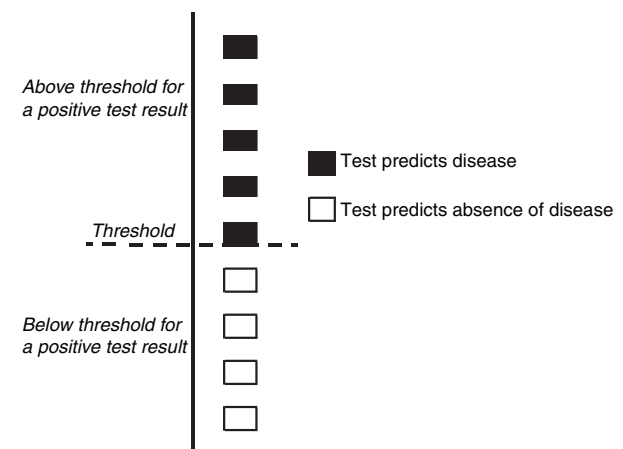 Above threshold for
a positive test result
Test predicts disease
Test predicts absence of disease
Threshold
Below threshold for
a positive test result